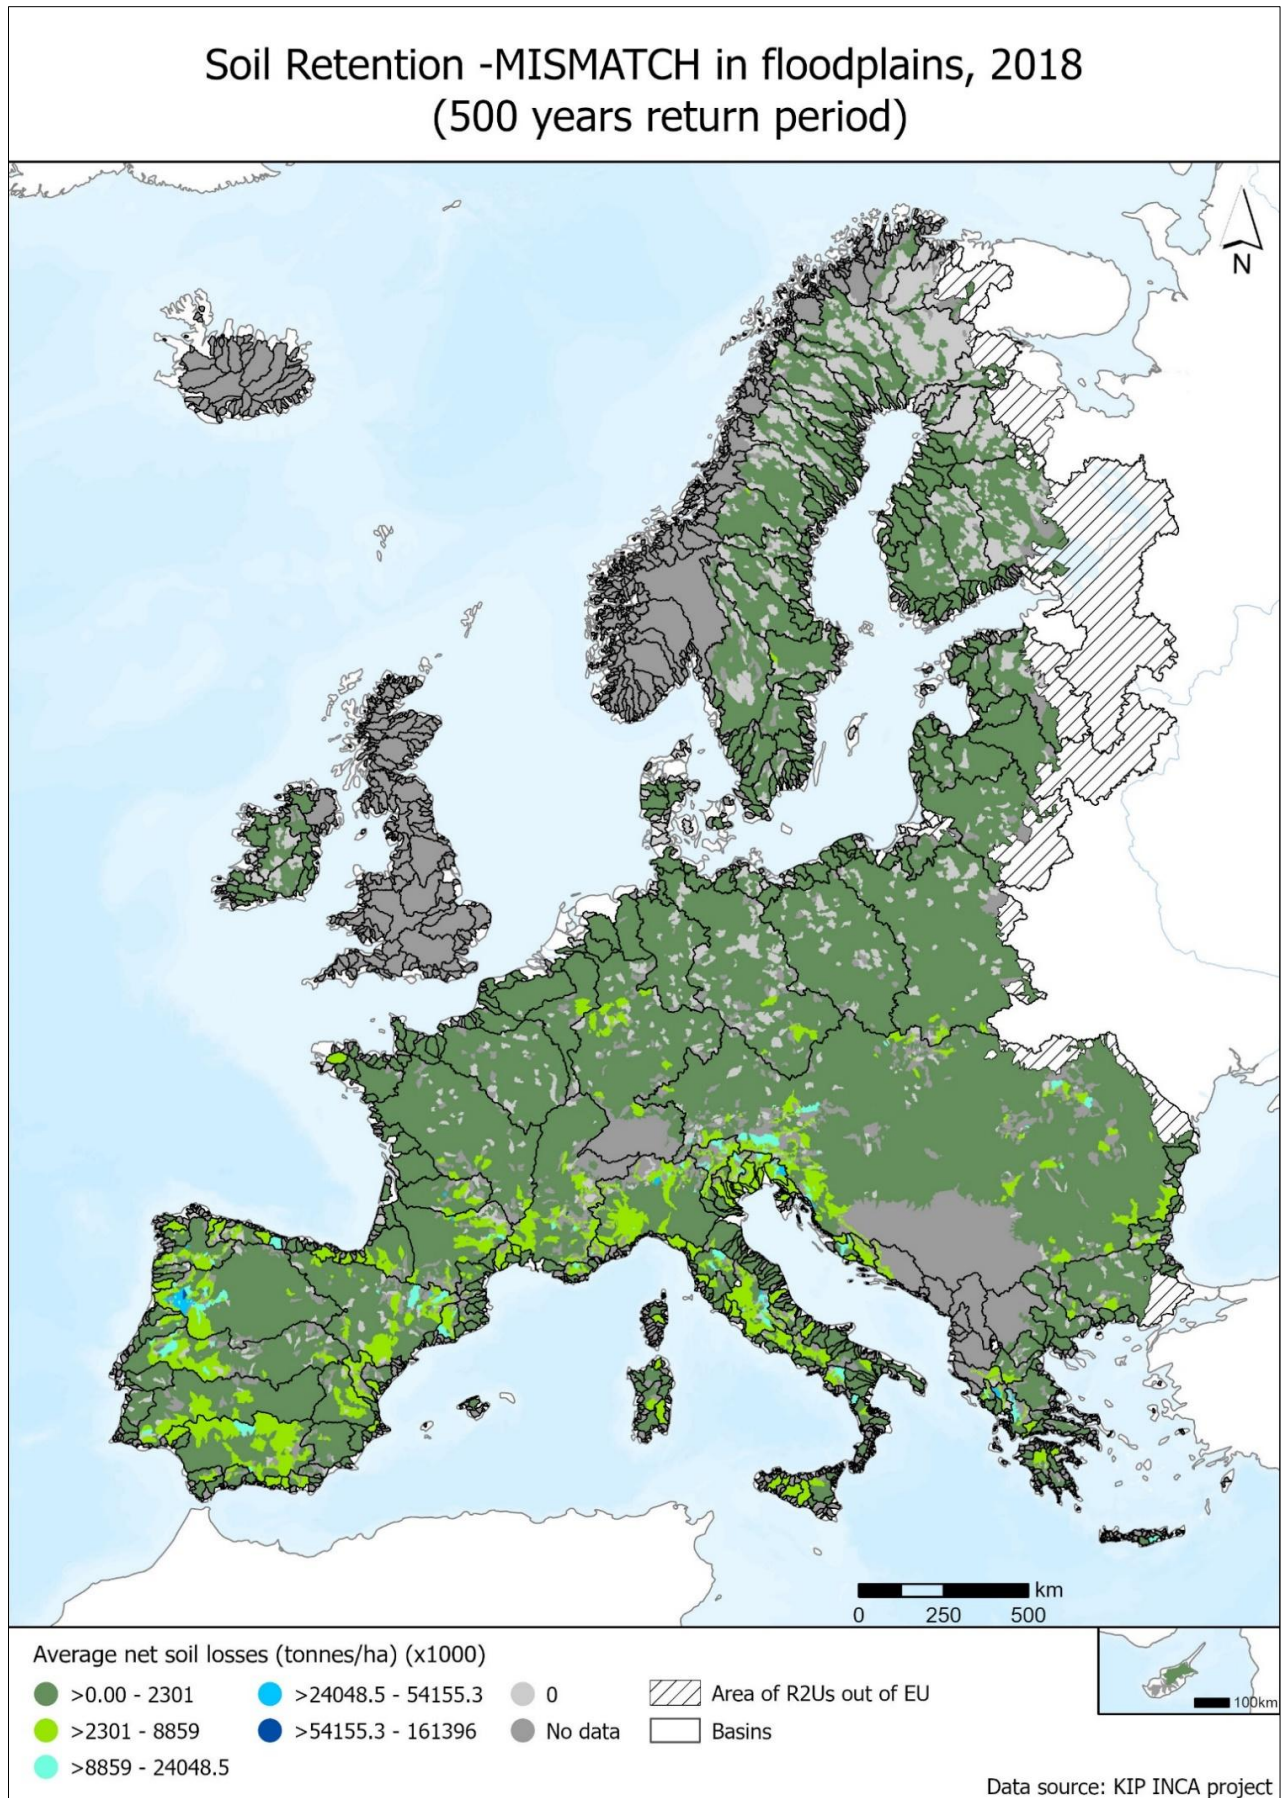 Soil Retention -MISMATCH in floodplains, 2018
(500 years return period)
N
km
0 250 500
Average net soil losses (tonnes/ha) (x1000)
>0.00 - 2301
>2301 - 8859
>8859 - 24048.5
>24048.5 - 54155.3
>54155.3 - 161396
0
No data
Area of R2Us out of EU
Basins
100km
Data source: KIP INCA project